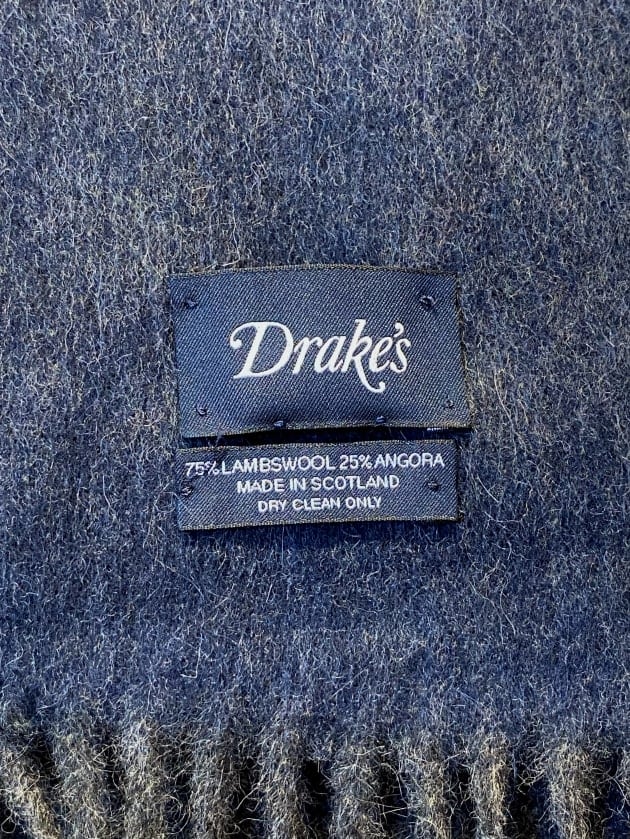 Drake's
75% LAMBSWOOL 25% ANGORA
MADE IN SCOTLAND
DRY CLEAN ONLY